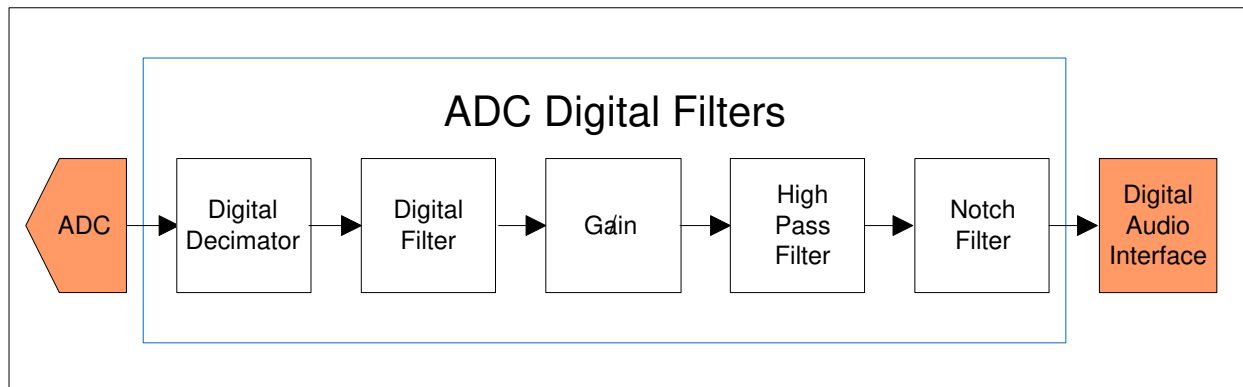 ADC Digital Filters
ADC
Digital
Decimator
Digital
Filter
Gain
High
Pass
Filter
Notch
Filter
Digital
Audio
Interface